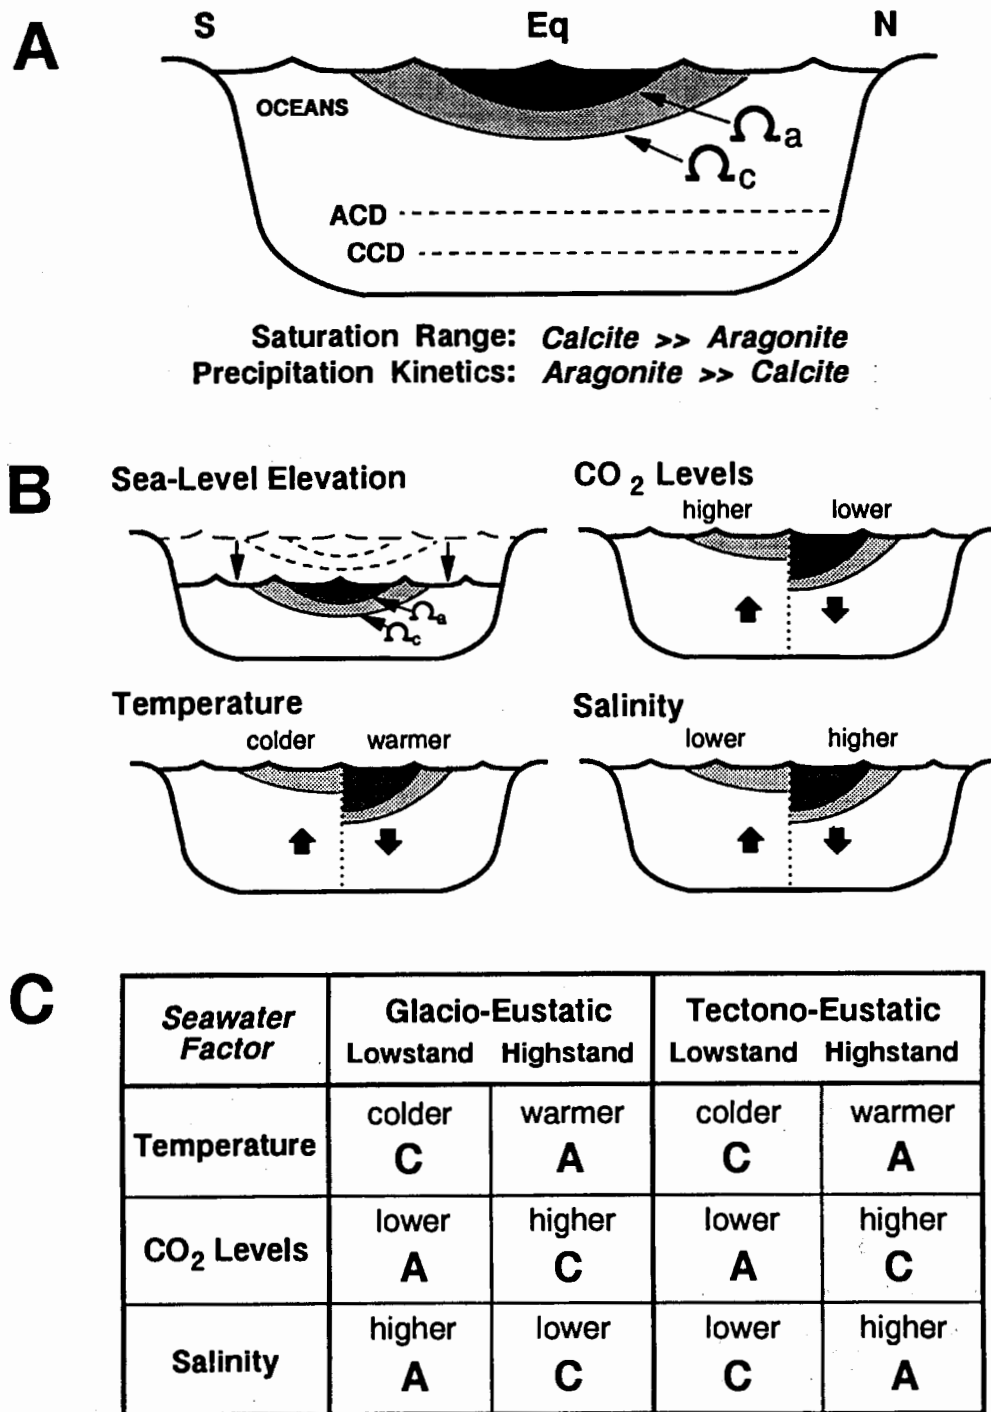 A
S Eq N
OCEANS
Ωa
Ωc
ACD
CCD
Saturation Range: Calcite >> Aragonite
Precipitation Kinetics: Aragonite >> Calcite
B
Sea-Level Elevation
Ωa
Ωc
CO2 Levels
higher lower
Temperature
colder warmer
Salinity
lower higher
C
Seawater Factor Glacio-Eustatic Tectono-Eustatic
Lowstand Highstand Lowstand Highstand
Temperature colder warmer colder warmer
C A C A
CO2 Levels lower higher lower higher
A C A C
Salinity higher lower lower higher
A C C A